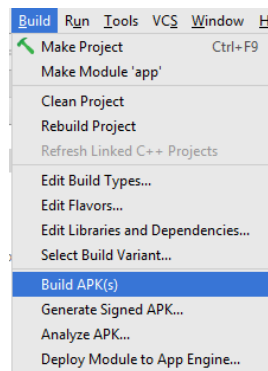 Build Run Tools VCS Window H
Make Project Ctrl+F9
Make Module 'app'
Clean Project
Rebuild Project
Refresh Linked C++ Projects
Edit Build Types...
Edit Flavors...
Edit Libraries and Dependencies...
Select Build Variant...
Build APK(s)
Generate Signed APK...
Analyze APK...
Deploy Module to App Engine...